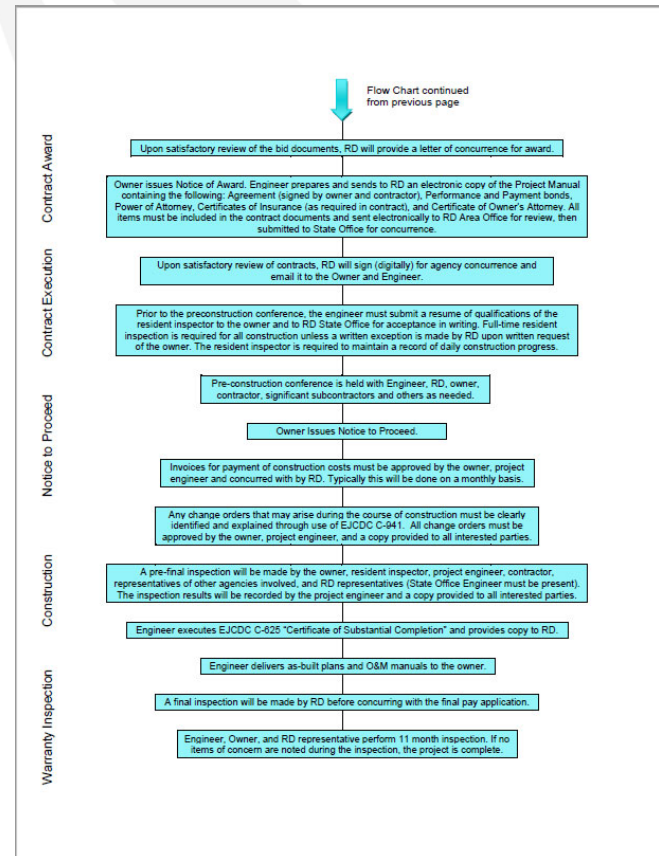 Flow Chart continued
from previous page
Contract Award
Upon satisfactory review of the bid documents, RD will provide a letter of concurrence for award.
Owner issues Notice of Award. Engineer prepares and sends to RD an electronic copy of the Project Manual
containing the following: Agreement (signed by owner and contractor), Performance and Payment bonds,
Power of Attorney, Certificates of Insurance (as required in contract), and Certificate of Owner's Attorney. All
items must be included in the contract documents and sent electronically to RD Area Office for review, then
submitted to State Office for concurrence.
Contract Execution
Upon satisfactory review of contracts, RD will sign (digitally) for agency concurrence and
email it to the Owner and Engineer.
Prior to the preconstruction conference, the engineer must submit a resume of qualifications of the
resident inspector to the owner and to RD State Office for acceptance in writing. Full-time resident
inspection is required for all construction unless a written exception is made by RD upon written request
of the owner. The resident inspector is required to maintain a record of daily construction progress.
Notice to Proceed
Pre-construction conference is held with Engineer, RD, owner,
contractor, significant subcontractors and others as needed.
Owner Issues Notice to Proceed.
Invoices for payment of construction costs must be approved by the owner, project
engineer and concurred with by RD. Typically this will be done on a monthly basis.
Any change orders that may arise during the course of construction must be clearly
identified and explained through use of EJCDC C-941. All change orders must be
approved by the owner, project engineer, and a copy provided to all interested parties.
Construction
A pre-final inspection will be made by the owner, resident inspector, project engineer, contractor,
representatives of other agencies involved, and RD representatives (State Office Engineer must be present).
The inspection results will be recorded by the project engineer and a copy provided to all interested parties.
Engineer executes EJCDC C-625 "Certificate of Substantial Completion" and provides copy to RD.
Warranty Inspection
Engineer delivers as-built plans and O&M manuals to the owner.
A final inspection will be made by RD before concurring with the final pay application.
Engineer, Owner, and RD representative perform 11 month inspection. If no
items of concern are noted during the inspection, the project is complete.